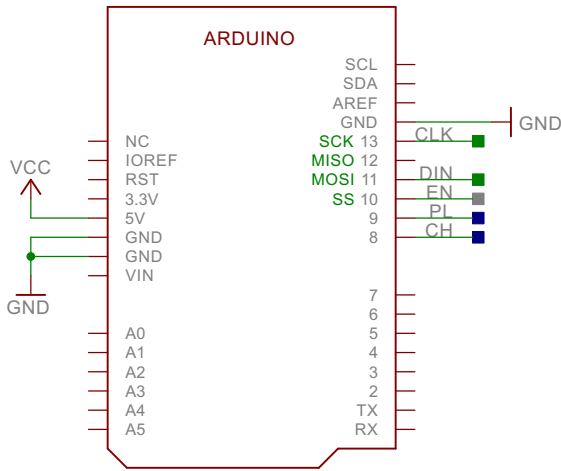 ARDUINO
SCL
SDA
AREF
GND
GND
NC
SCK 13
CLK
IOREF
MISO 12
VCC
RST
MOSI 11
DIN
3.3V
SS 10
EN
5V
9
PL
GND
8
CH
GND
VIN
GND
7
6
A0
5
A1
4
A2
3
A3
2
A4
TX
A5
RX